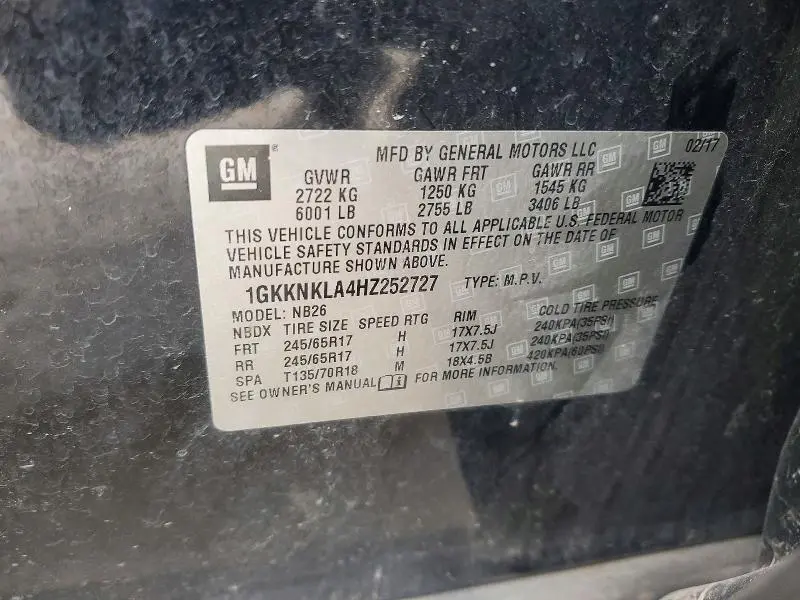 GM
MFD BY GENERAL MOTORS LLC 02/17
GVWR GAWR FRT GAWR RR
2722 KG 1250 KG 1545 KG
6001 LB 2755 LB 3406 LB
THIS VEHICLE CONFORMS TO ALL APPLICABLE U.S. FEDERAL MOTOR
VEHICLE SAFETY STANDARDS IN EFFECT ON THE DATE OF
MANUFACTURE SHOWN ABOVE.
1GKKNKLA4HZ252727 TYPE: M.P.V.
MODEL: NB26
NBDX TIRE SIZE SPEED RTG RIM COLD TIRE PRESSURE
FRT 245/65R17 H 17X7.5J 240KPA(35PSI)
RR 245/65R17 H 17X7.5J 240KPA(35PSI)
SPA T135/70R18 M 18X4.5B 420KPA(60PSI)
SEE OWNER'S MANUAL FOR MORE INFORMATION.